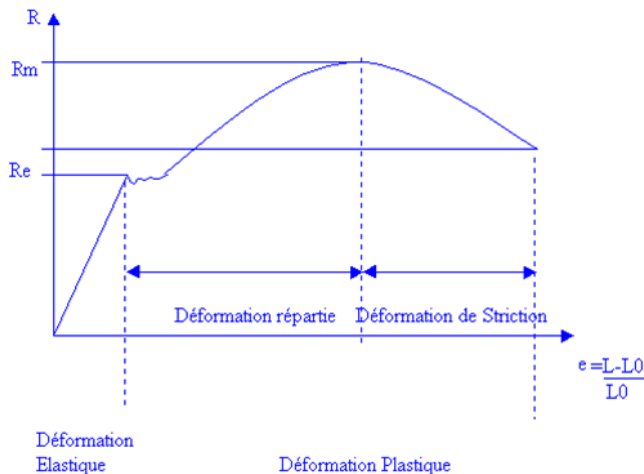 R
Rm
Re
Déformation répartie
Déformation de Striction
e = L-L0
L0
Déformation
Elastique
Déformation Plastique